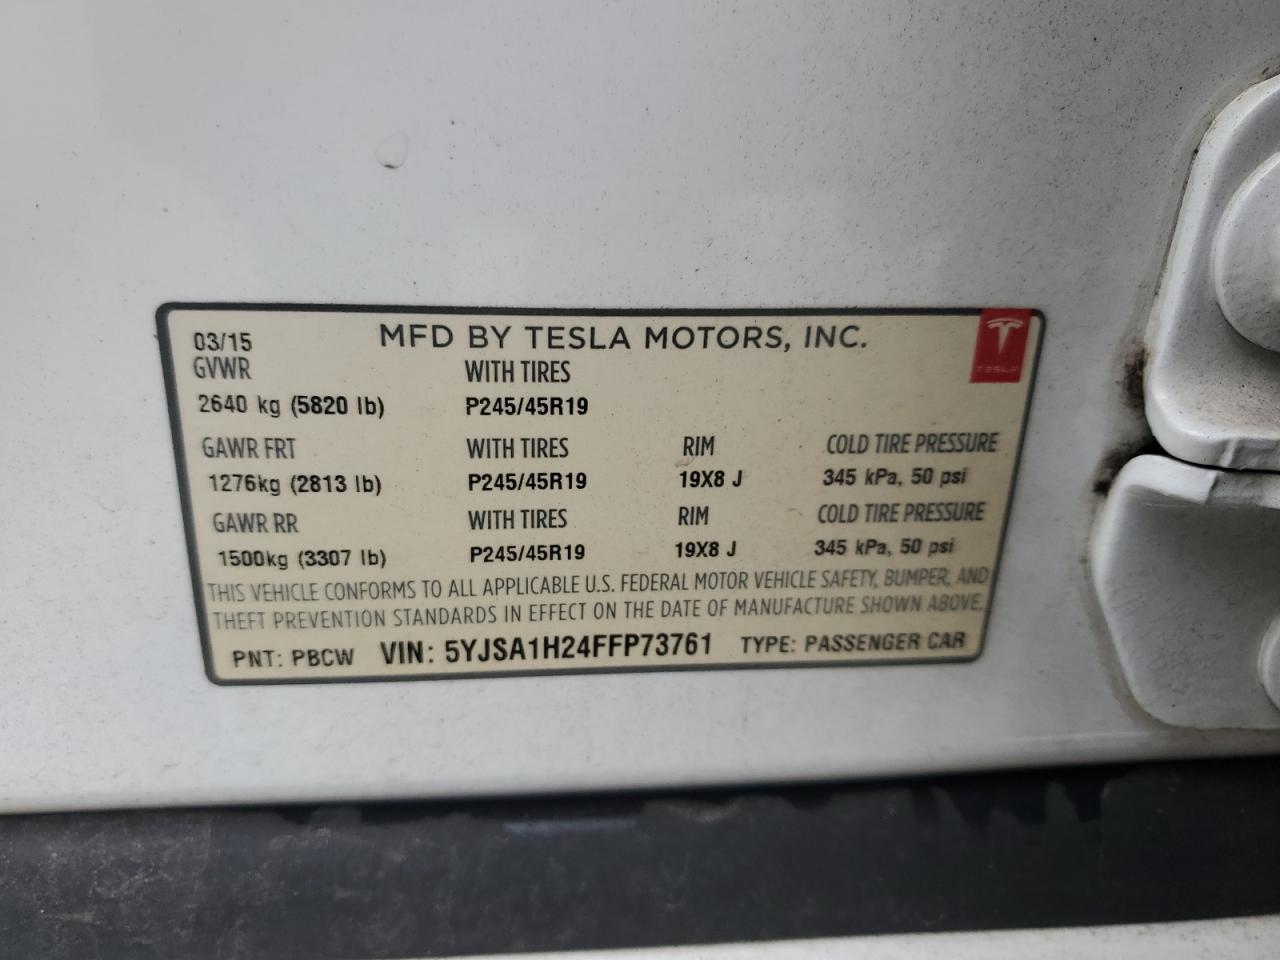 03/15 MFD BY TESLA MOTORS, INC.
TESLA
GVWR WITH TIRES
2640 kg (5820 lb) P245/45R19
GAWR FRT WITH TIRES RIM COLD TIRE PRESSURE
1276kg (2813 lb) P245/45R19 19X8 J 345 kPa, 50 psi
GAWR RR WITH TIRES RIM COLD TIRE PRESSURE
1500kg (3307 lb) P245/45R19 19X8 J 345 kPa, 50 psi
THIS VEHICLE CONFORMS TO ALL APPLICABLE U.S. FEDERAL MOTOR VEHICLE SAFETY, BUMPER, AND
THEFT PREVENTION STANDARDS IN EFFECT ON THE DATE OF MANUFACTURE SHOWN ABOVE.
PNT: PBCW VIN: 5YJSA1H24FFP73761 TYPE: PASSENGER CAR